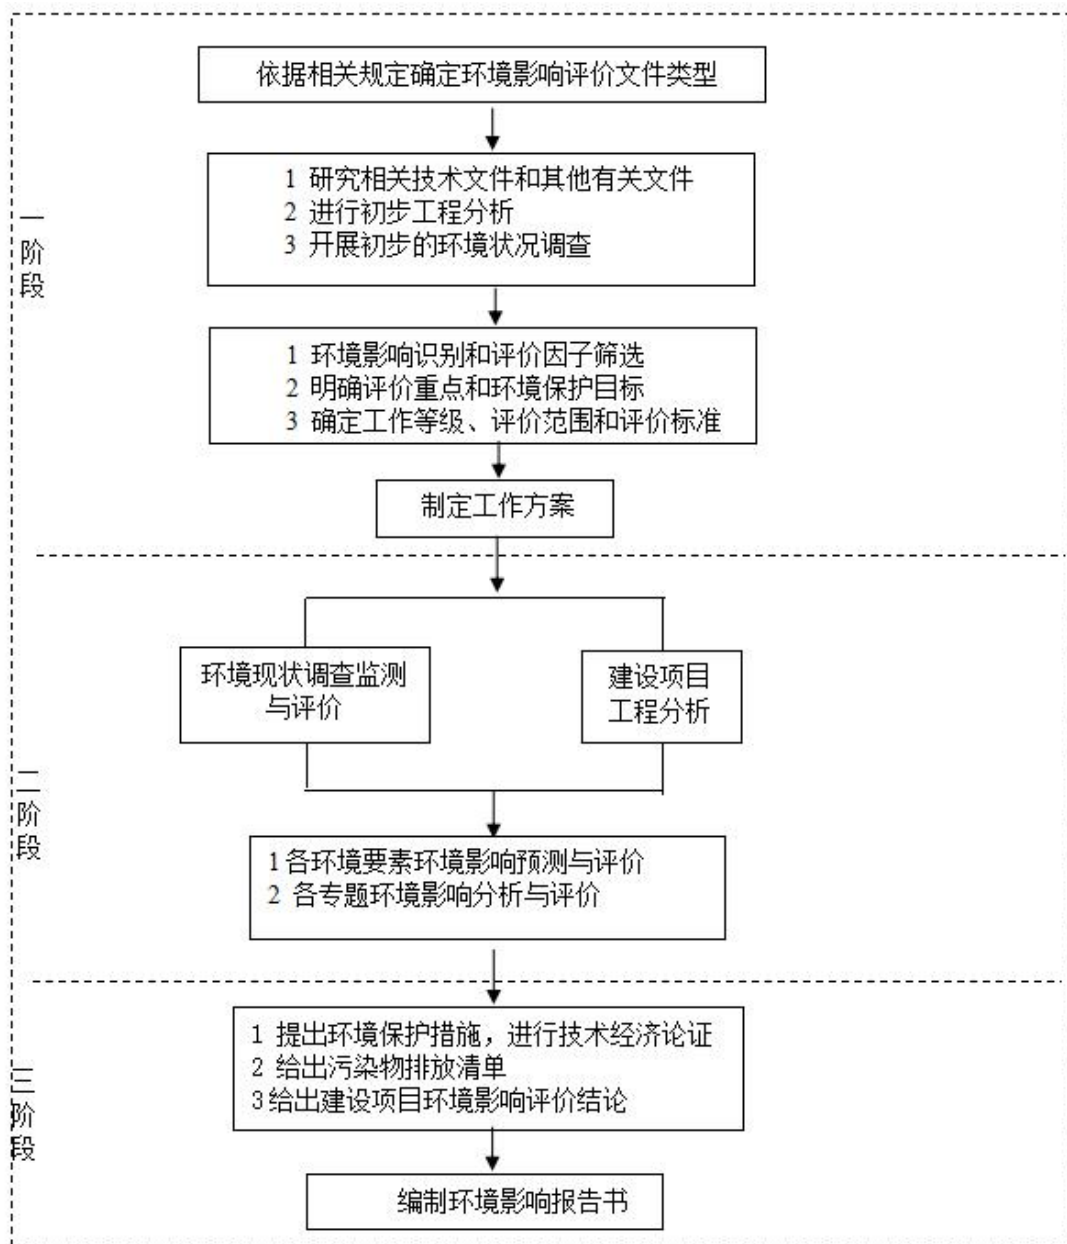 依据相关规定确定环境影响评价文件类型
1 研究相关技术文件和其他有关文件
2 进行初步工程分析
3 开展初步的环境状况调查
一阶段
1 环境影响识别和评价因子筛选
2 明确评价重点和环境保护目标
3 确定工作等级、评价范围和评价标准
制定工作方案
环境现状调查监测
与评价
建设项目
工程分析
二阶段
1各环境要素环境影响预测与评价
2 各专题环境影响分析与评价
1 提出环境保护措施，进行技术经济论证
2 给出污染物排放清单
3给出建设项目环境影响评价结论
三阶段
编制环境影响报告书